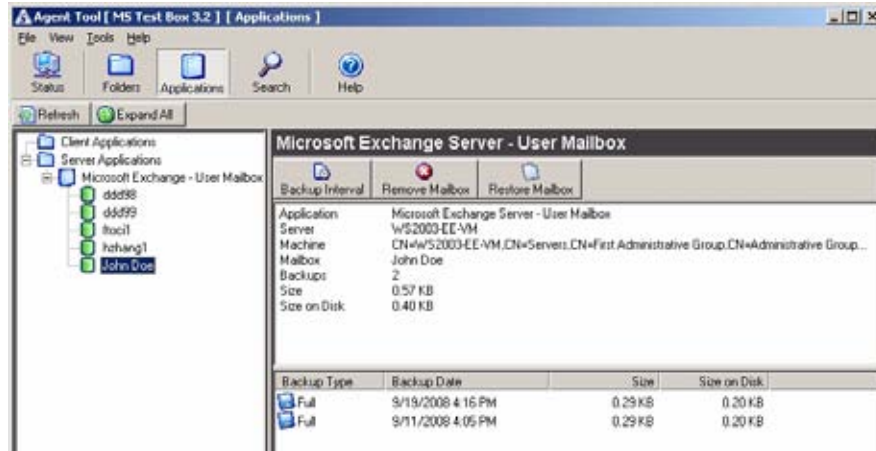 Agent Tool [ MS Test Box 3.2 ] [ Applications ]
File View Tools Help
Status Folders Applications Search Help
Refresh Expand All
Client Applications
Server Applications
Microsoft Exchange - User Mailbox
ddd98
ddd99
ftocil
hzhang1
John Doe
Microsoft Exchange Server - User Mailbox
Backup Interval Remove Mailbox Restore Mailbox
Application Microsoft Exchange Server - User Mailbox
Server WS2003-EE-VM
Machine CN=WS2003-EE-VM,CN=Servers,CN=First Administrative Group,CN=Administrative Group...
Mailbox John Doe
Backups 2
Size 0.57 KB
Size on Disk 0.40 KB
Backup Type Backup Date Size Size on Disk
Full 9/19/2008 4:16 PM 0.29 KB 0.20 KB
Full 9/11/2008 4:05 PM 0.29 KB 0.20 KB